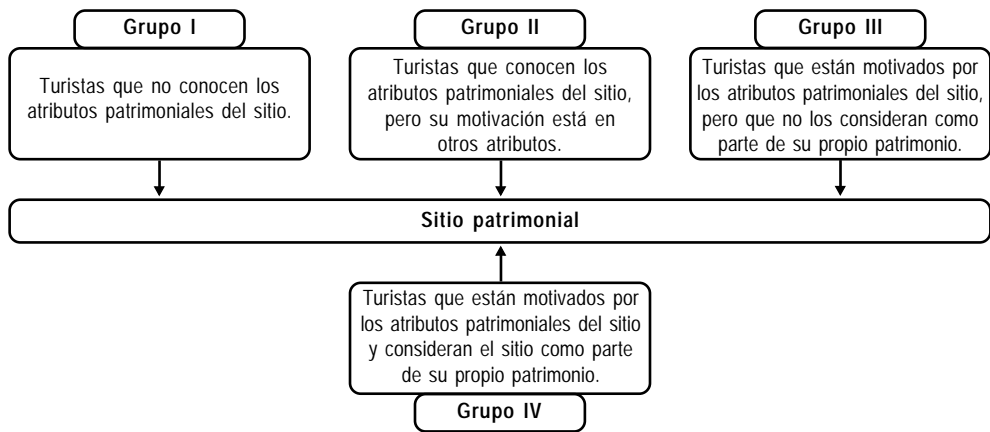 Grupo I
Turistas que no conocen los
atributos patrimoniales del sitio.
Grupo II
Turistas que conocen los
atributos patrimoniales del sitio,
pero su motivación está en
otros atributos.
Grupo III
Turistas que están motivados por
los atributos patrimoniales del sitio,
pero que no los consideran como
parte de su propio patrimonio.
Sitio patrimonial
Turistas que están motivados por
los atributos patrimoniales del sitio
y consideran el sitio como parte
de su propio patrimonio.
Grupo IV